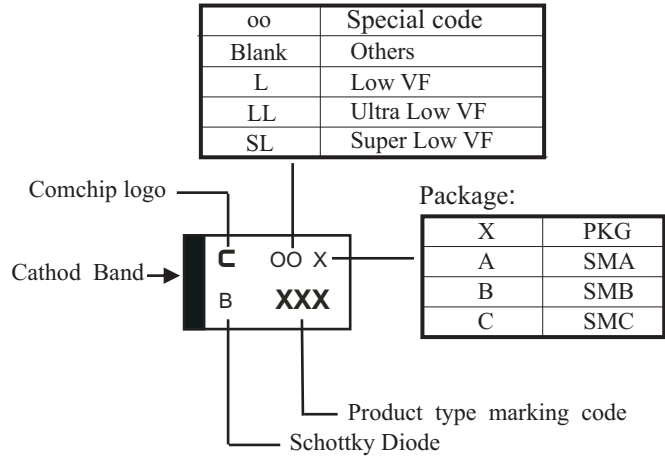 oo Special code
Blank Others
L Low VF
LL Ultra Low VF
SL Super Low VF
Comchip logo
Package:
X PKG
A SMA
B SMB
C SMC
Cathod Band
C OO X
B XXX
Product type marking code
Schottky Diode